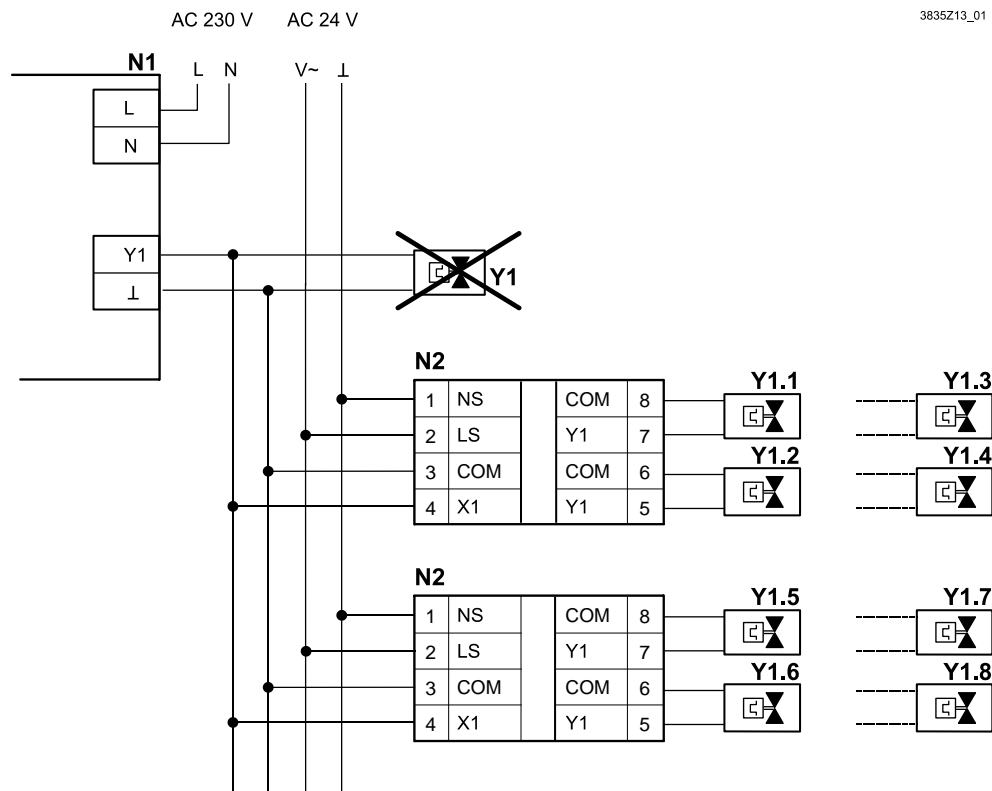 AC 230 V AC 24 V 3835Z13_01
N1 L N V~ ⊥
L
N
Y1
⊥
Y1
N2
1 NS COM 8
2 LS Y1 7
3 COM COM 6
4 X1 Y1 5
Y1.1 Y1.3
Y1.2 Y1.4
N2
1 NS COM 8
2 LS Y1 7
3 COM COM 6
4 X1 Y1 5
Y1.5 Y1.7
Y1.6 Y1.8